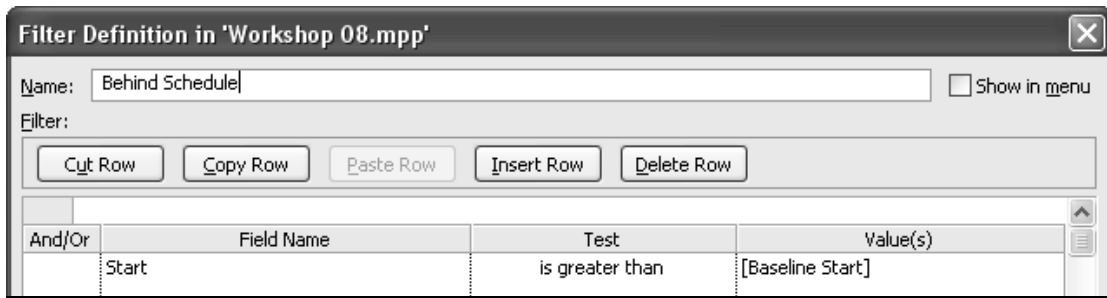 Filter Definition in 'Workshop 08.mpp'
Name: Behind Schedule Show in menu
Filter:
Cut Row Copy Row Paste Row Insert Row Delete Row
And/Or Field Name Test Value(s)
Start is greater than [Baseline Start]